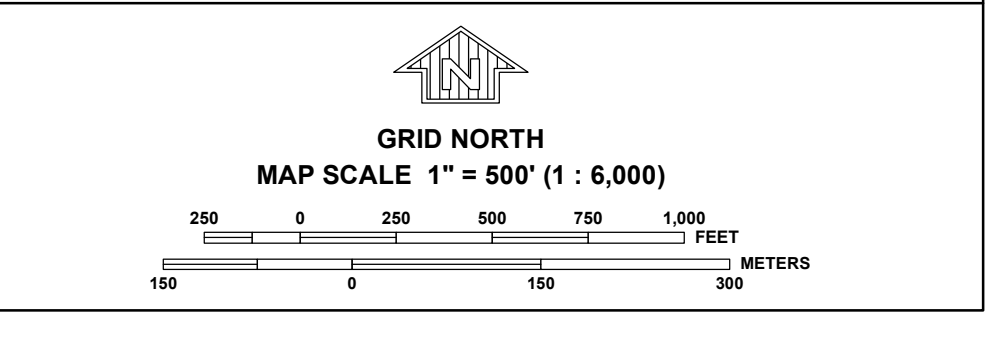 N
GRID NORTH
MAP SCALE 1" = 500' (1 : 6,000)
250 0 250 500 750 1,000
FEET
METERS
150 0 150 300